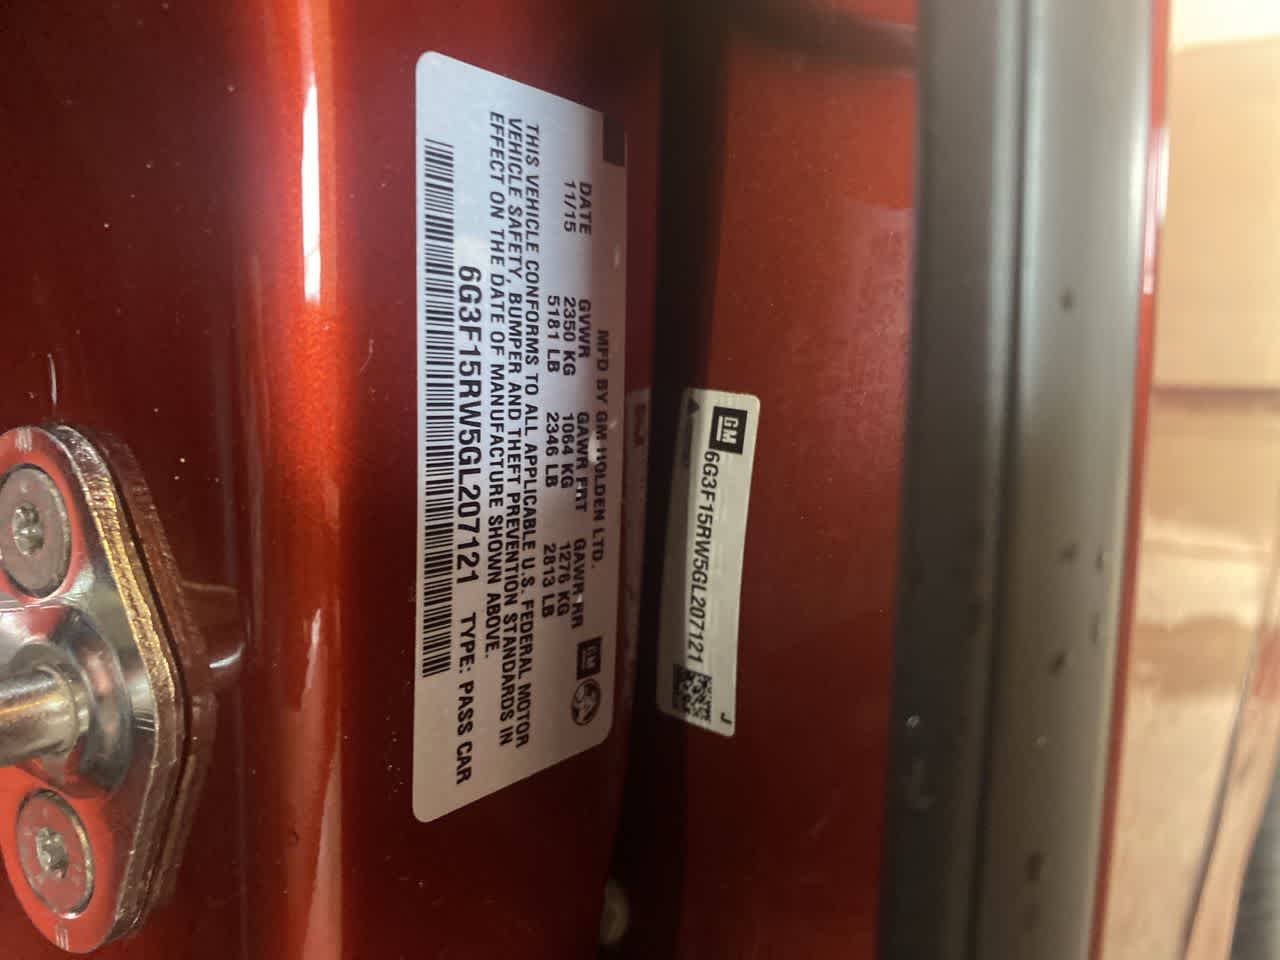 MFD BY GM HOLDEN LTD.
DATE GVWR GAWR FRT GAWR RR
11/15 2350 KG 1064 KG 1276 KG
5181 LB 2346 LB 2813 LB
THIS VEHICLE CONFORMS TO ALL APPLICABLE U.S. FEDERAL MOTOR
VEHICLE SAFETY, BUMPER AND THEFT PREVENTION STANDARDS IN
EFFECT ON THE DATE OF MANUFACTURE SHOWN ABOVE.
6G3F15RW5GL207121 TYPE: PASS CAR
GM
GM
6G3F15RW5GL207121
J